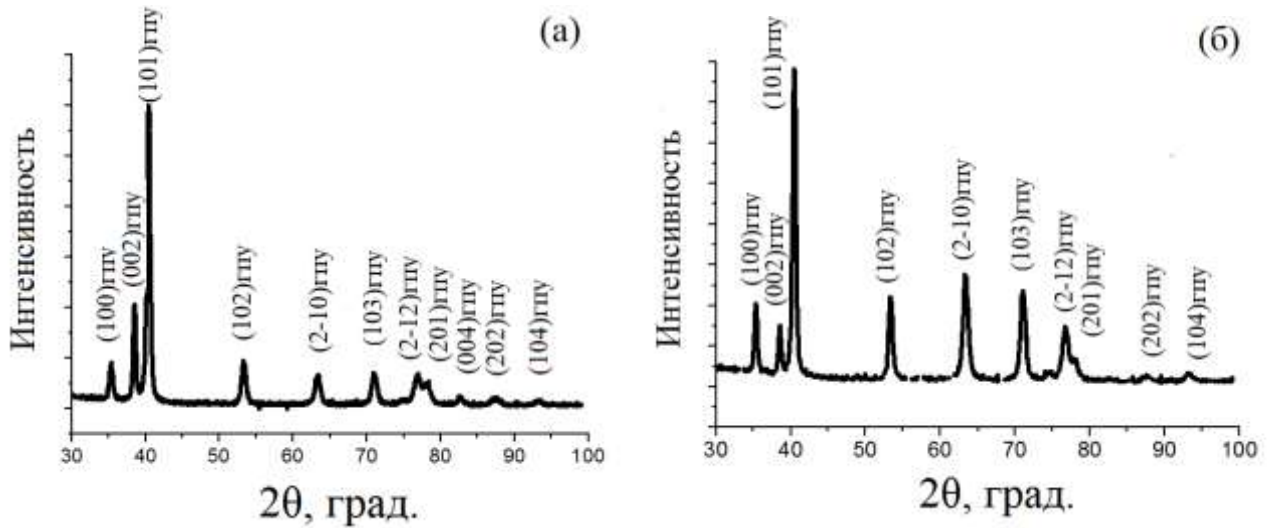 (а)
Интенсивность
(100)гпу
(002)гпу
(101)гпу
(102)гпу
(2-10)гпу
(103)гпу
(2-12)гпу
(201)гпу
(004)гпу
(202)гпу
(104)гпу
30 40 50 60 70 80 90 100
2θ, град.
(б)
Интенсивность
(100)гпу
(002)гпу
(101)гпу
(102)гпу
(2-10)гпу
(103)гпу
(2-12)гпу
(201)гпу
(202)гпу
(104)гпу
30 40 50 60 70 80 90 100
2θ, град.